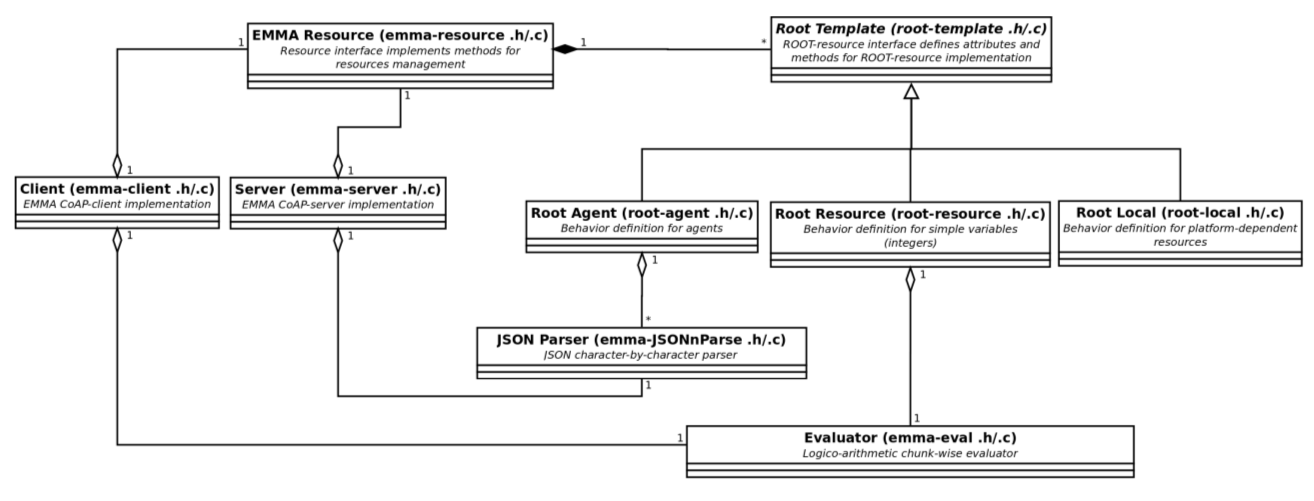 EMMA Resource (emma-resource .h/.c)
Resource interface implements methods for
resources management
1
1
1
*
Root Template (root-template .h/.c)
ROOT-resource interface defines attributes and
methods for ROOT-resource implementation
1
Client (emma-client .h/.c)
EMMA CoAP-client implementation
1
1
Server (emma-server .h/.c)
EMMA CoAP-server implementation
1
Root Agent (root-agent .h/.c)
Behavior definition for agents
1
Root Resource (root-resource .h/.c)
Behavior definition for simple variables
(integers)
1
Root Local (root-local .h/.c)
Behavior definition for platform-dependent
resources
*
JSON Parser (emma-JSONnParse .h/.c)
JSON character-by-character parser
1
1
1
Evaluator (emma-eval .h/.c)
Logico-arithmetic chunk-wise evaluator